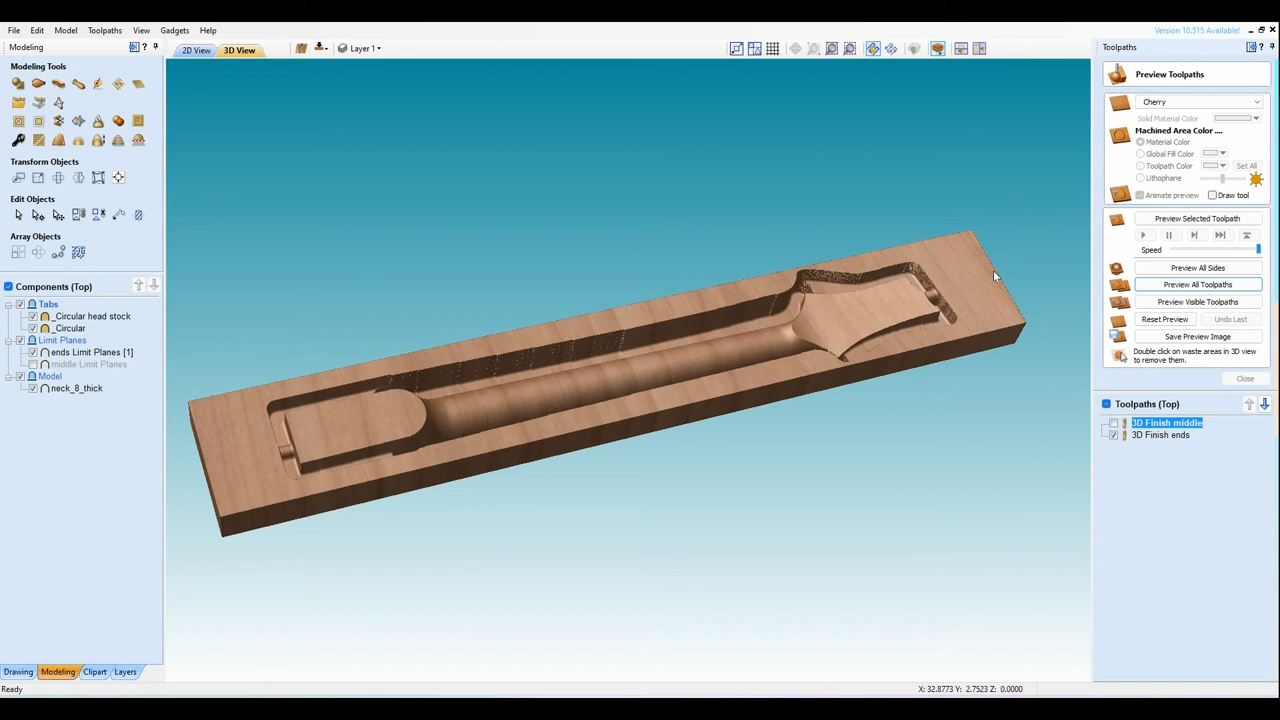 File Edit Model Toolpaths View Gadgets Help
Version 10.515 Available!
Modeling
2D View
3D View
Layer 1
Toolpaths
Modeling Tools
Transform Objects
Edit Objects
Array Objects
Components (Top)
Tabs
_Circular head stock
_Circular
Limit Planes
ends Limit Planes [1]
middle Limit Planes
Model
neck_8_thick
Drawing Modeling Clipart Layers
Ready
X: 32.8773 Y: 2.7523 Z: 0.0000
Preview Toolpaths
Cherry
Solid Material Color
Machined Area Color ....
Material Color
Global Fill Color
Toolpath Color Set All
Lithophane
Animate preview Draw tool
Preview Selected Toolpath
Speed
Preview All Sides
Preview All Toolpaths
Preview Visible Toolpaths
Reset Preview Undo Last
Save Preview Image
Double click on waste areas in 3D view
to remove them.
Close
Toolpaths (Top)
3D Finish middle
3D Finish ends